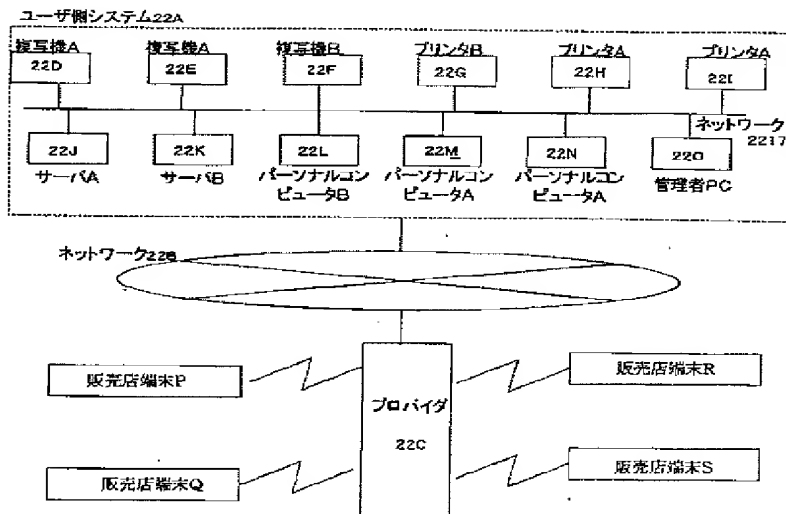 ユーザ側システム22A
複写機A 複写機A 複写機B プリンタB プリンタA プリンタA
22D 22E 22F 22G 22H 22I
ネットワーク
2217
22J 22K 22L 22M 22N 22O
サーバA サーバB パーソナルコン パーソナルコン パーソナルコン 管理者PC
ピュータB ピュータA ピュータA
ネットワーク22B
販売店端末P 販売店端末R
プロバイダ
22C
販売店端末Q 販売店端末S